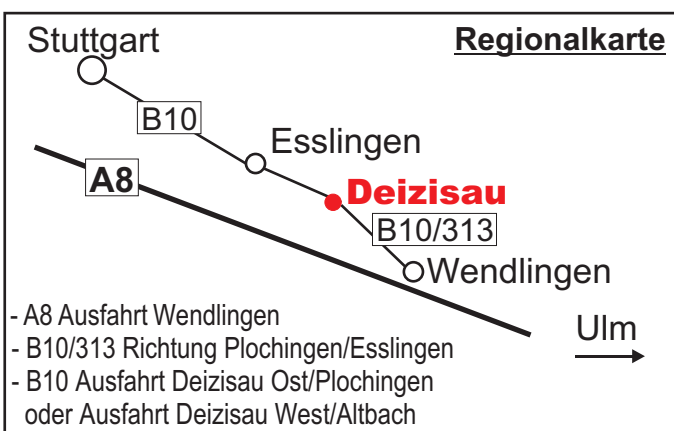 Stuttgart
Regionalkarte
B10
Esslingen
A8
Deizisau
B10/313
Wendlingen
- A8 Ausfahrt Wendlingen
Ulm
- B10/313 Richtung Plochingen/Esslingen
- B10 Ausfahrt Deizisau Ost/Plochingen
oder Ausfahrt Deizisau West/Altbach